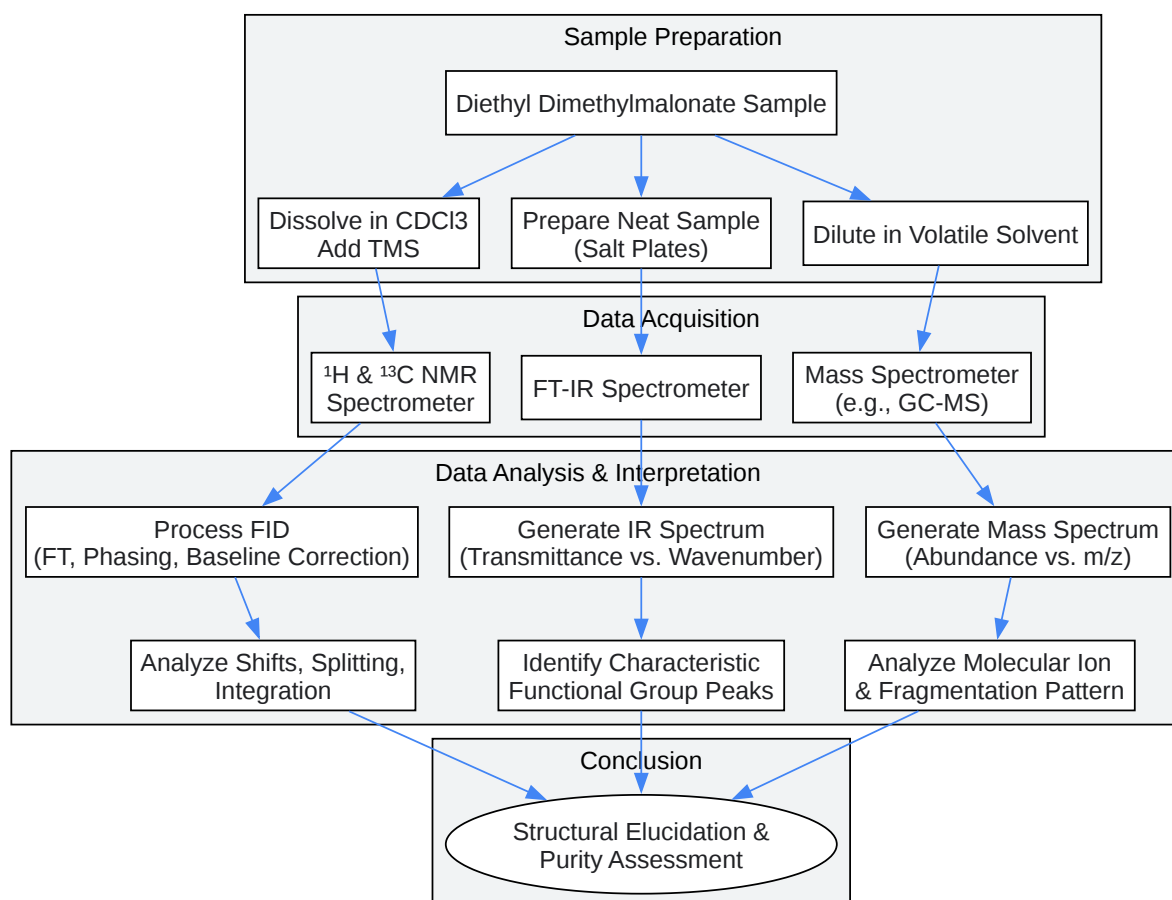 Sample Preparation
Diethyl Dimethylmalonate Sample
Dissolve in CDCl3
Add TMS
Prepare Neat Sample
(Salt Plates)
Dilute in Volatile Solvent
Data Acquisition
¹H & ¹³C NMR
Spectrometer
FT-IR Spectrometer
Mass Spectrometer
(e.g., GC-MS)
Data Analysis & Interpretation
Process FID
(FT, Phasing, Baseline Correction)
Generate IR Spectrum
(Transmittance vs. Wavenumber)
Generate Mass Spectrum
(Abundance vs. m/z)
Analyze Shifts, Splitting,
Integration
Identify Characteristic
Functional Group Peaks
Analyze Molecular Ion
& Fragmentation Pattern
Conclusion
Structural Elucidation &
Purity Assessment